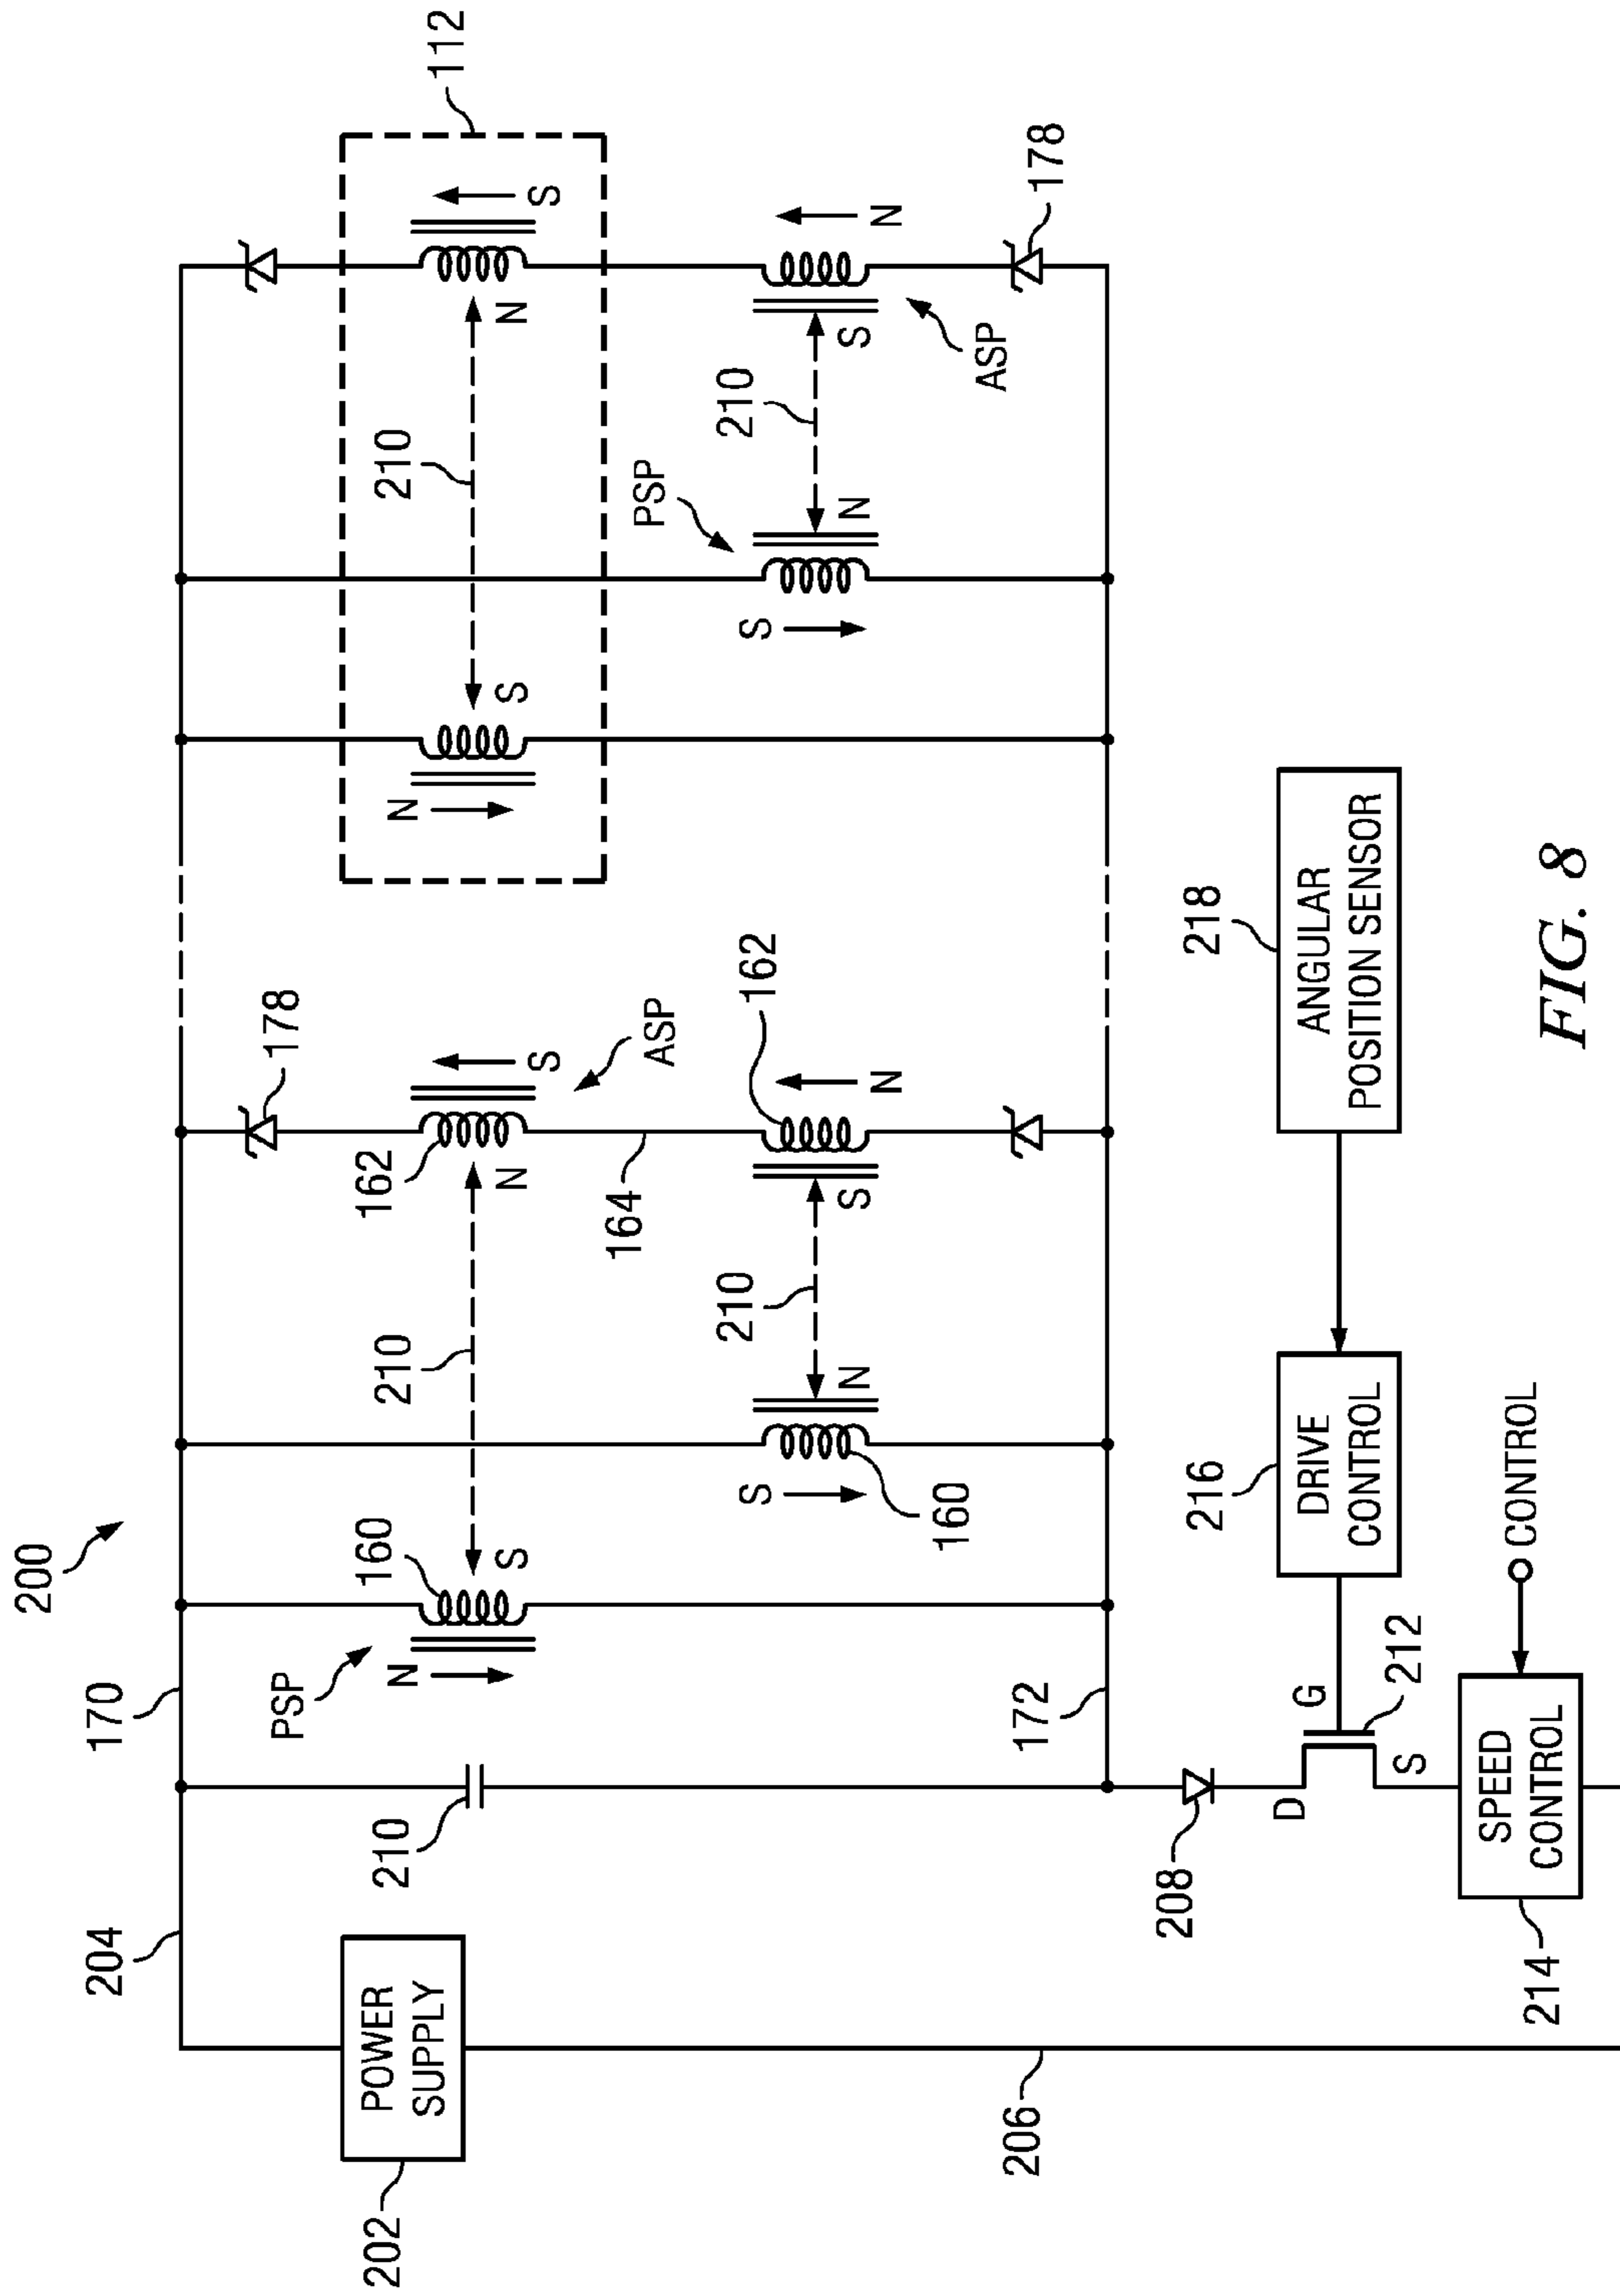 200
204
170
PSP
178
202
POWER
SUPPLY
210
N
160
210
162
N
210
112
S
N
S
S
N
S
164
ASP
PSP
S
210
162
S
210
N
S
N
N
S
N
160
ASP
206
172
178
208
216
218
D
G
DRIVE
CONTROL
ANGULAR
POSITION SENSOR
S
212
SPEED
CONTROL
CONTROL
214
FIG. 8